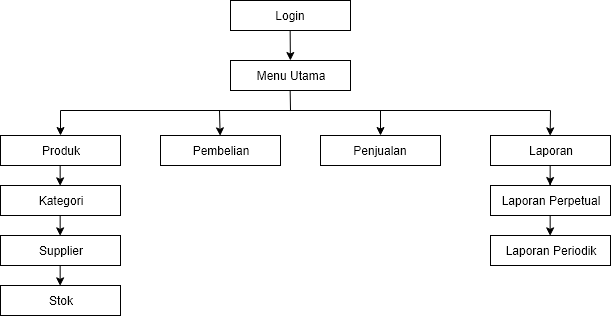 Login
Menu Utama
Produk
Pembelian
Penjualan
Laporan
Kategori
Laporan Perpetual
Supplier
Laporan Periodik
Stok